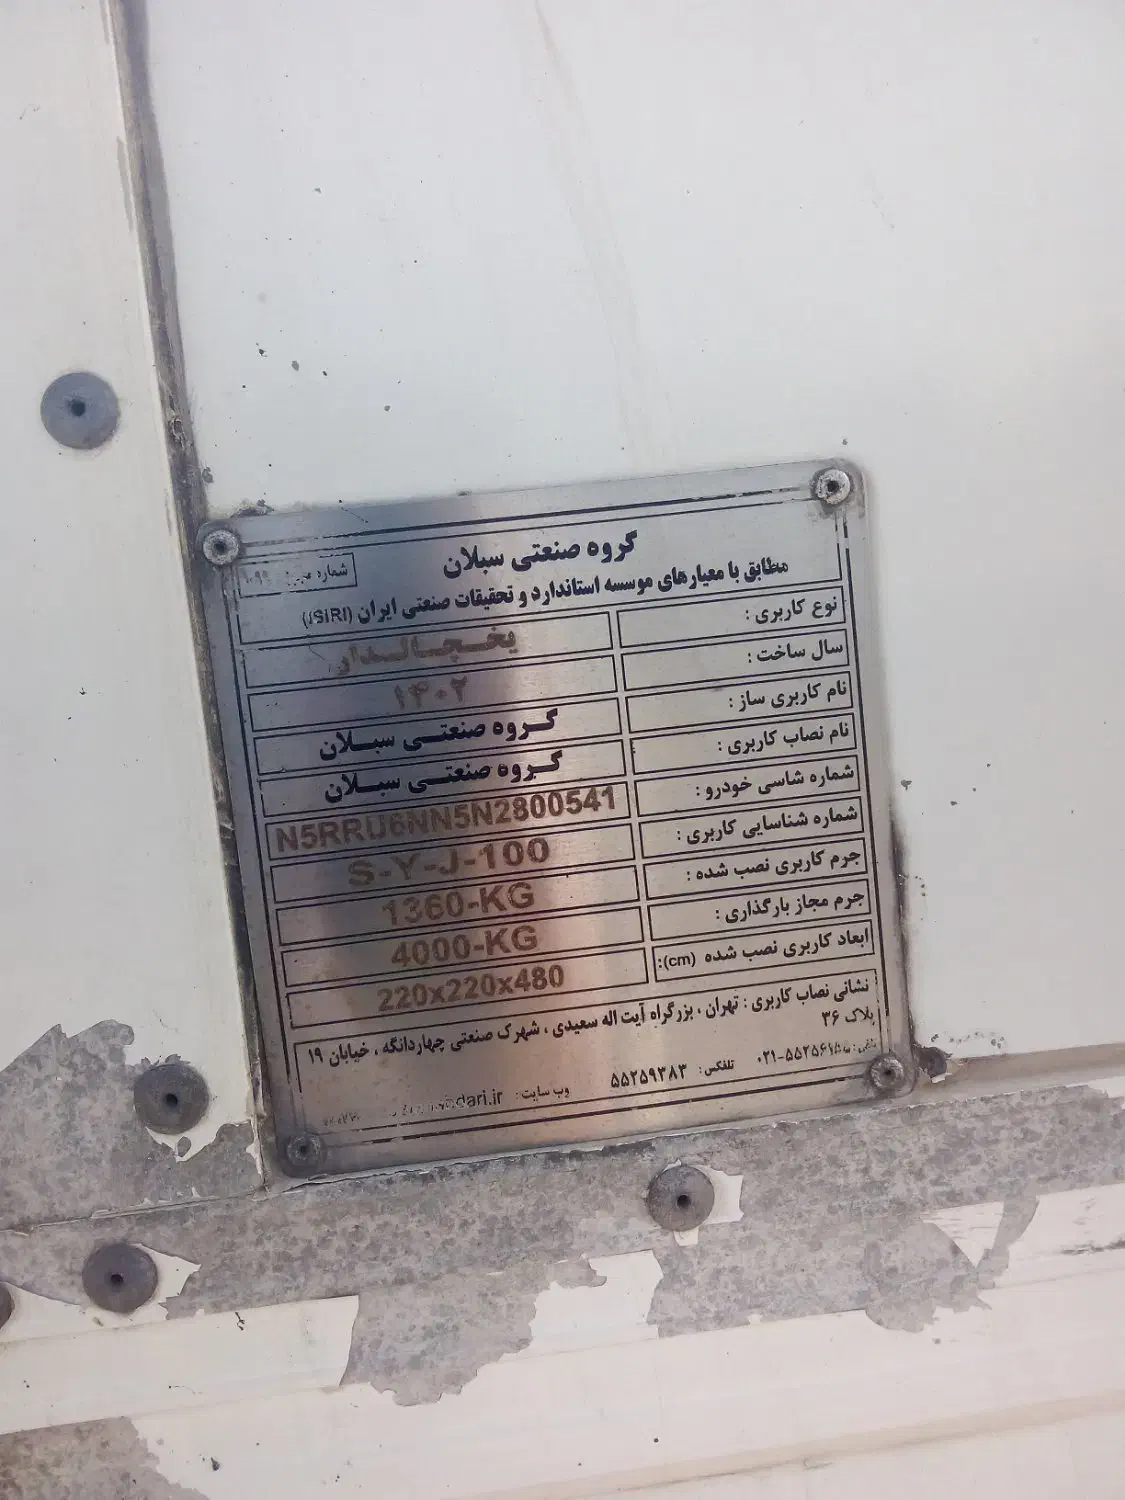 گروه صنعتی سبلان
مطابق با معیارهای موسسه استاندارد و تحقیقات صنعتی ایران (ISIRI)
شماره
نوع کاربری : یخچالدار
سال ساخت : ۱۴۰۲
نام کاربری ساز : گروه صنعتی سبلان
نام نصاب کاربری : گروه صنعتی سبلان
شماره شاسی خودرو : N5RRU6NN5N2800541
شماره شناسایی کاربری : S-Y-J-100
جرم کاربری نصب شده : 1360-KG
جرم مجاز بارگذاری : 4000-KG
ابعاد کاربری نصب شده (cm): 220x220x480
نشانی نصاب کاربری : تهران ، بزرگراه آیت اله سعیدی ، شهرک صنعتی چهاردانگه ، خیابان ۱۹
پلاک ۳۶
تلفن : تلفکس : ۵۵۲۵۹۳۸۳ وب سایت :